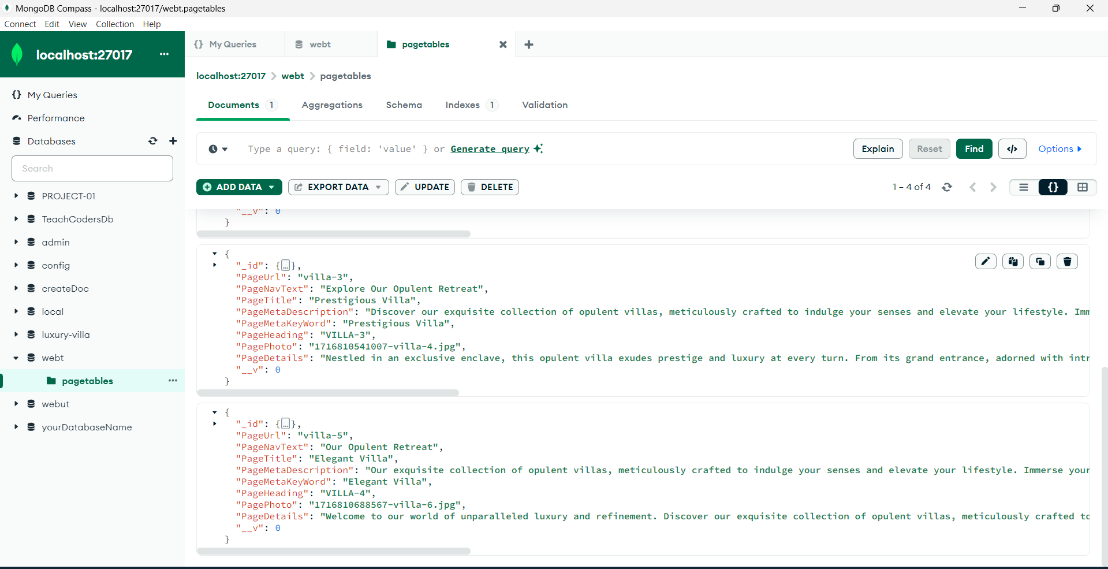 MongoDB Compass - localhost:27017/webt.pagetables
Connect Edit View Collection Help
localhost:27017 ...
{} My Queries
Performance
Databases
Search
PROJECT-01
TeachCodersDb
admin
config
createDoc
local
luxury-villa
webt
pagetables ...
webut
yourDatabaseName
{} My Queries
webt
pagetables
localhost:27017 > webt > pagetables
Documents 1 Aggregations Schema Indexes 1 Validation
Type a query: { field: 'value' } or Generate query
Explain Reset Find </> Options
ADD DATA EXPORT DATA UPDATE DELETE
1 – 4 of 4 {}
"__v": 0
}
{
"_id": {...},
"PageUrl": "villa-3",
"PageNavText": "Explore Our Opulent Retreat",
"PageTitle": "Prestigious Villa",
"PageMetaDescription": "Discover our exquisite collection of opulent villas, meticulously crafted to indulge your senses and elevate your lifestyle. Imm
"PageMetaKeyWord": "Prestigious Villa",
"PageHeading": "VILLA-3",
"PagePhoto": "1716810541007-villa-4.jpg",
"PageDetails": "Nestled in an exclusive enclave, this opulent villa exudes prestige and luxury at every turn. From its grand entrance, adorned with intr
"__v": 0
}
{
"_id": {...},
"PageUrl": "villa-5",
"PageNavText": "Our Opulent Retreat",
"PageTitle": "Elegant Villa",
"PageMetaDescription": "Our exquisite collection of opulent villas, meticulously crafted to indulge your senses and elevate your lifestyle. Immerse your
"PageMetaKeyWord": "Elegant Villa",
"PageHeading": "VILLA-4",
"PagePhoto": "1716810688567-villa-6.jpg",
"PageDetails": "Welcome to our world of unparalleled luxury and refinement. Discover our exquisite collection of opulent villas, meticulously crafted to
"__v": 0
}